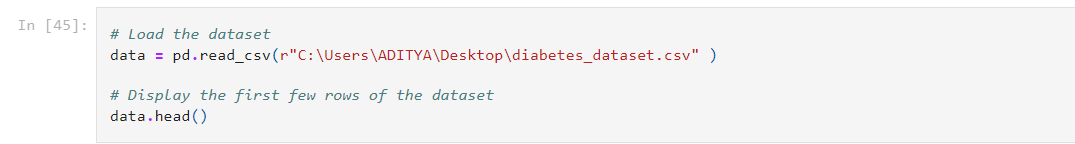 In [45]:
# Load the dataset
data = pd.read_csv(r"C:\Users\ADITYA\Desktop\diabetes_dataset.csv" )
# Display the first few rows of the dataset
data.head()